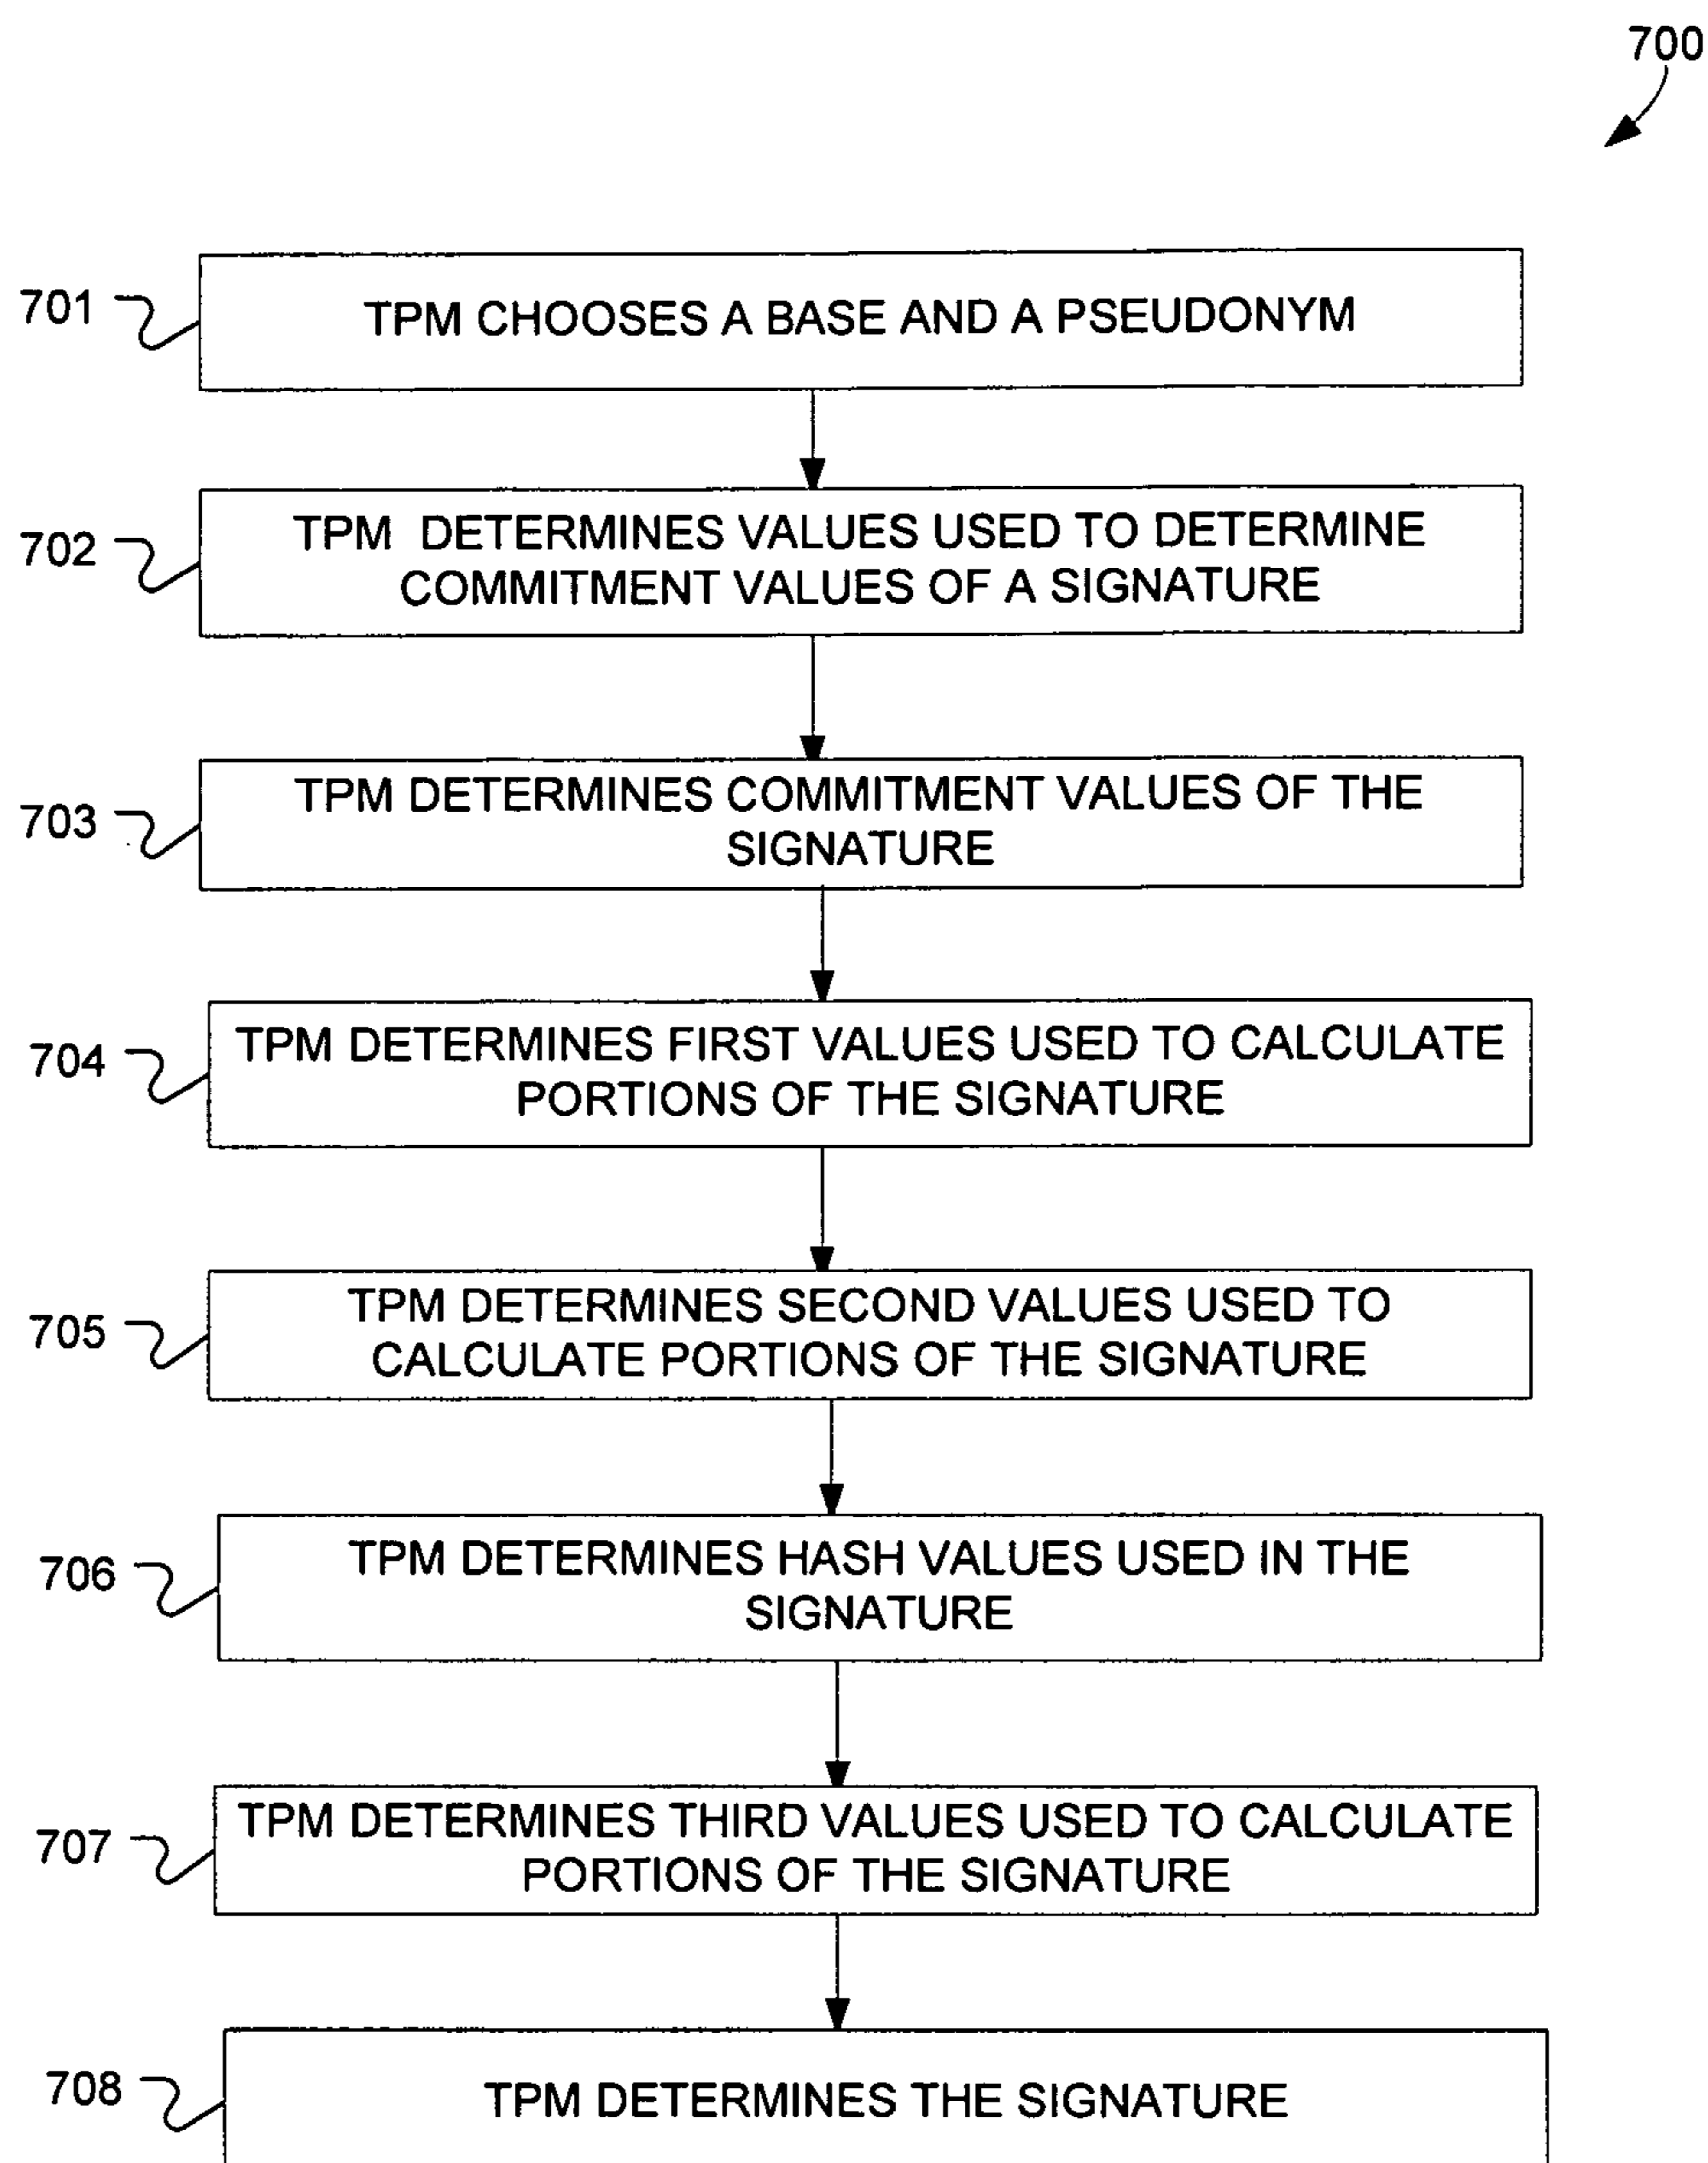 700
701
TPM CHOOSES A BASE AND A PSEUDONYM
702
TPM DETERMINES VALUES USED TO DETERMINE
COMMITMENT VALUES OF A SIGNATURE
703
TPM DETERMINES COMMITMENT VALUES OF THE
SIGNATURE
704
TPM DETERMINES FIRST VALUES USED TO CALCULATE
PORTIONS OF THE SIGNATURE
705
TPM DETERMINES SECOND VALUES USED TO
CALCULATE PORTIONS OF THE SIGNATURE
706
TPM DETERMINES HASH VALUES USED IN THE
SIGNATURE
707
TPM DETERMINES THIRD VALUES USED TO CALCULATE
PORTIONS OF THE SIGNATURE
708
TPM DETERMINES THE SIGNATURE